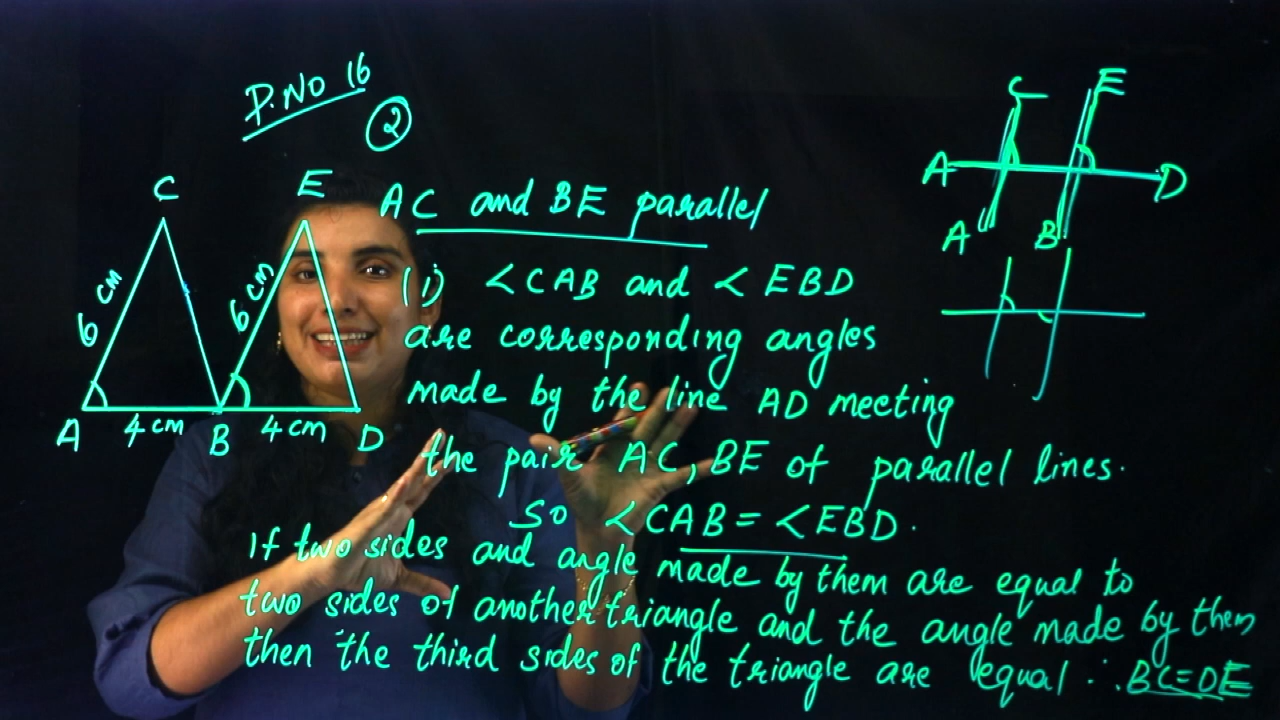 P.NO 16
2
C
E
6 cm
6 cm
A 4 cm B 4 cm D
AC and BE parallel
(i) <CAB and <EBD
are corresponding angles
made by the line AD meeting
the pair AC, BE of parallel lines.
so <CAB = <EBD.
If two sides and angle made by them are equal to
two sides of another triangle and the angle made by them
then the third sides of the triangle are equal ∴ BC=DE
C E
A D
A B